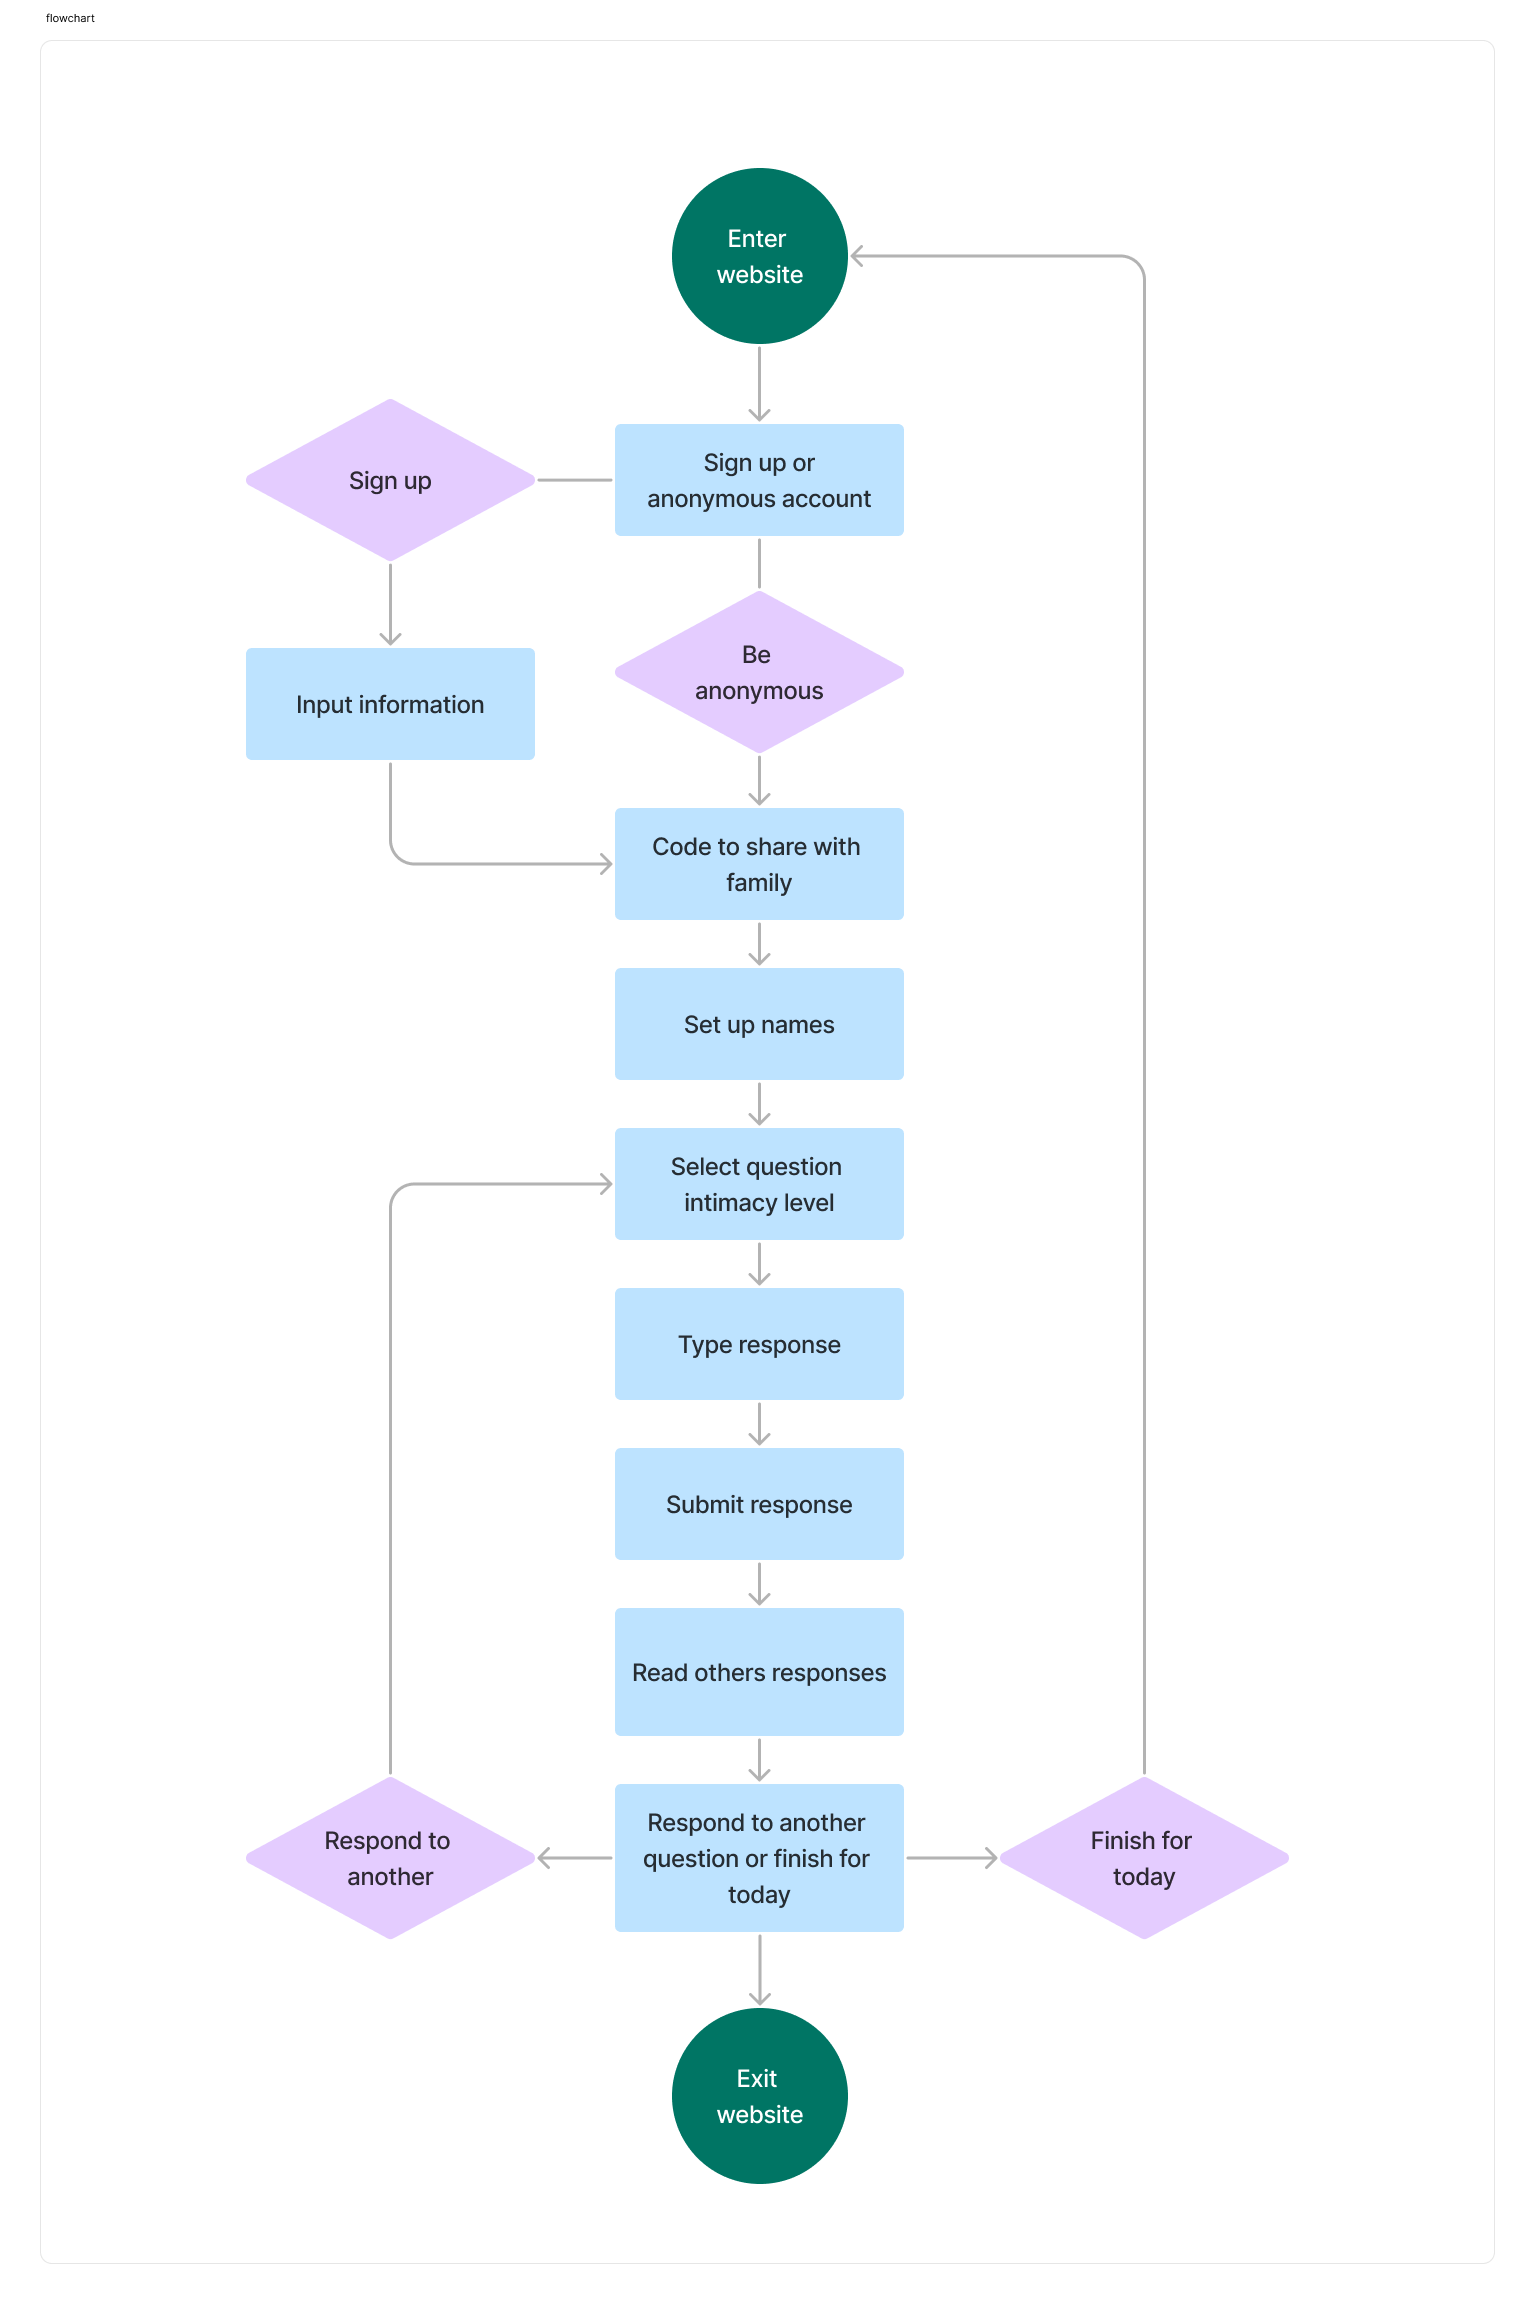 flowchart
Enter
website
Sign up
Sign up or
anonymous account
Be
anonymous
Input information
Code to share with
family
Set up names
Select question
intimacy level
Type response
Submit response
Read others responses
Respond to
another
Respond to another
question or finish for
today
Finish for
today
Exit
website